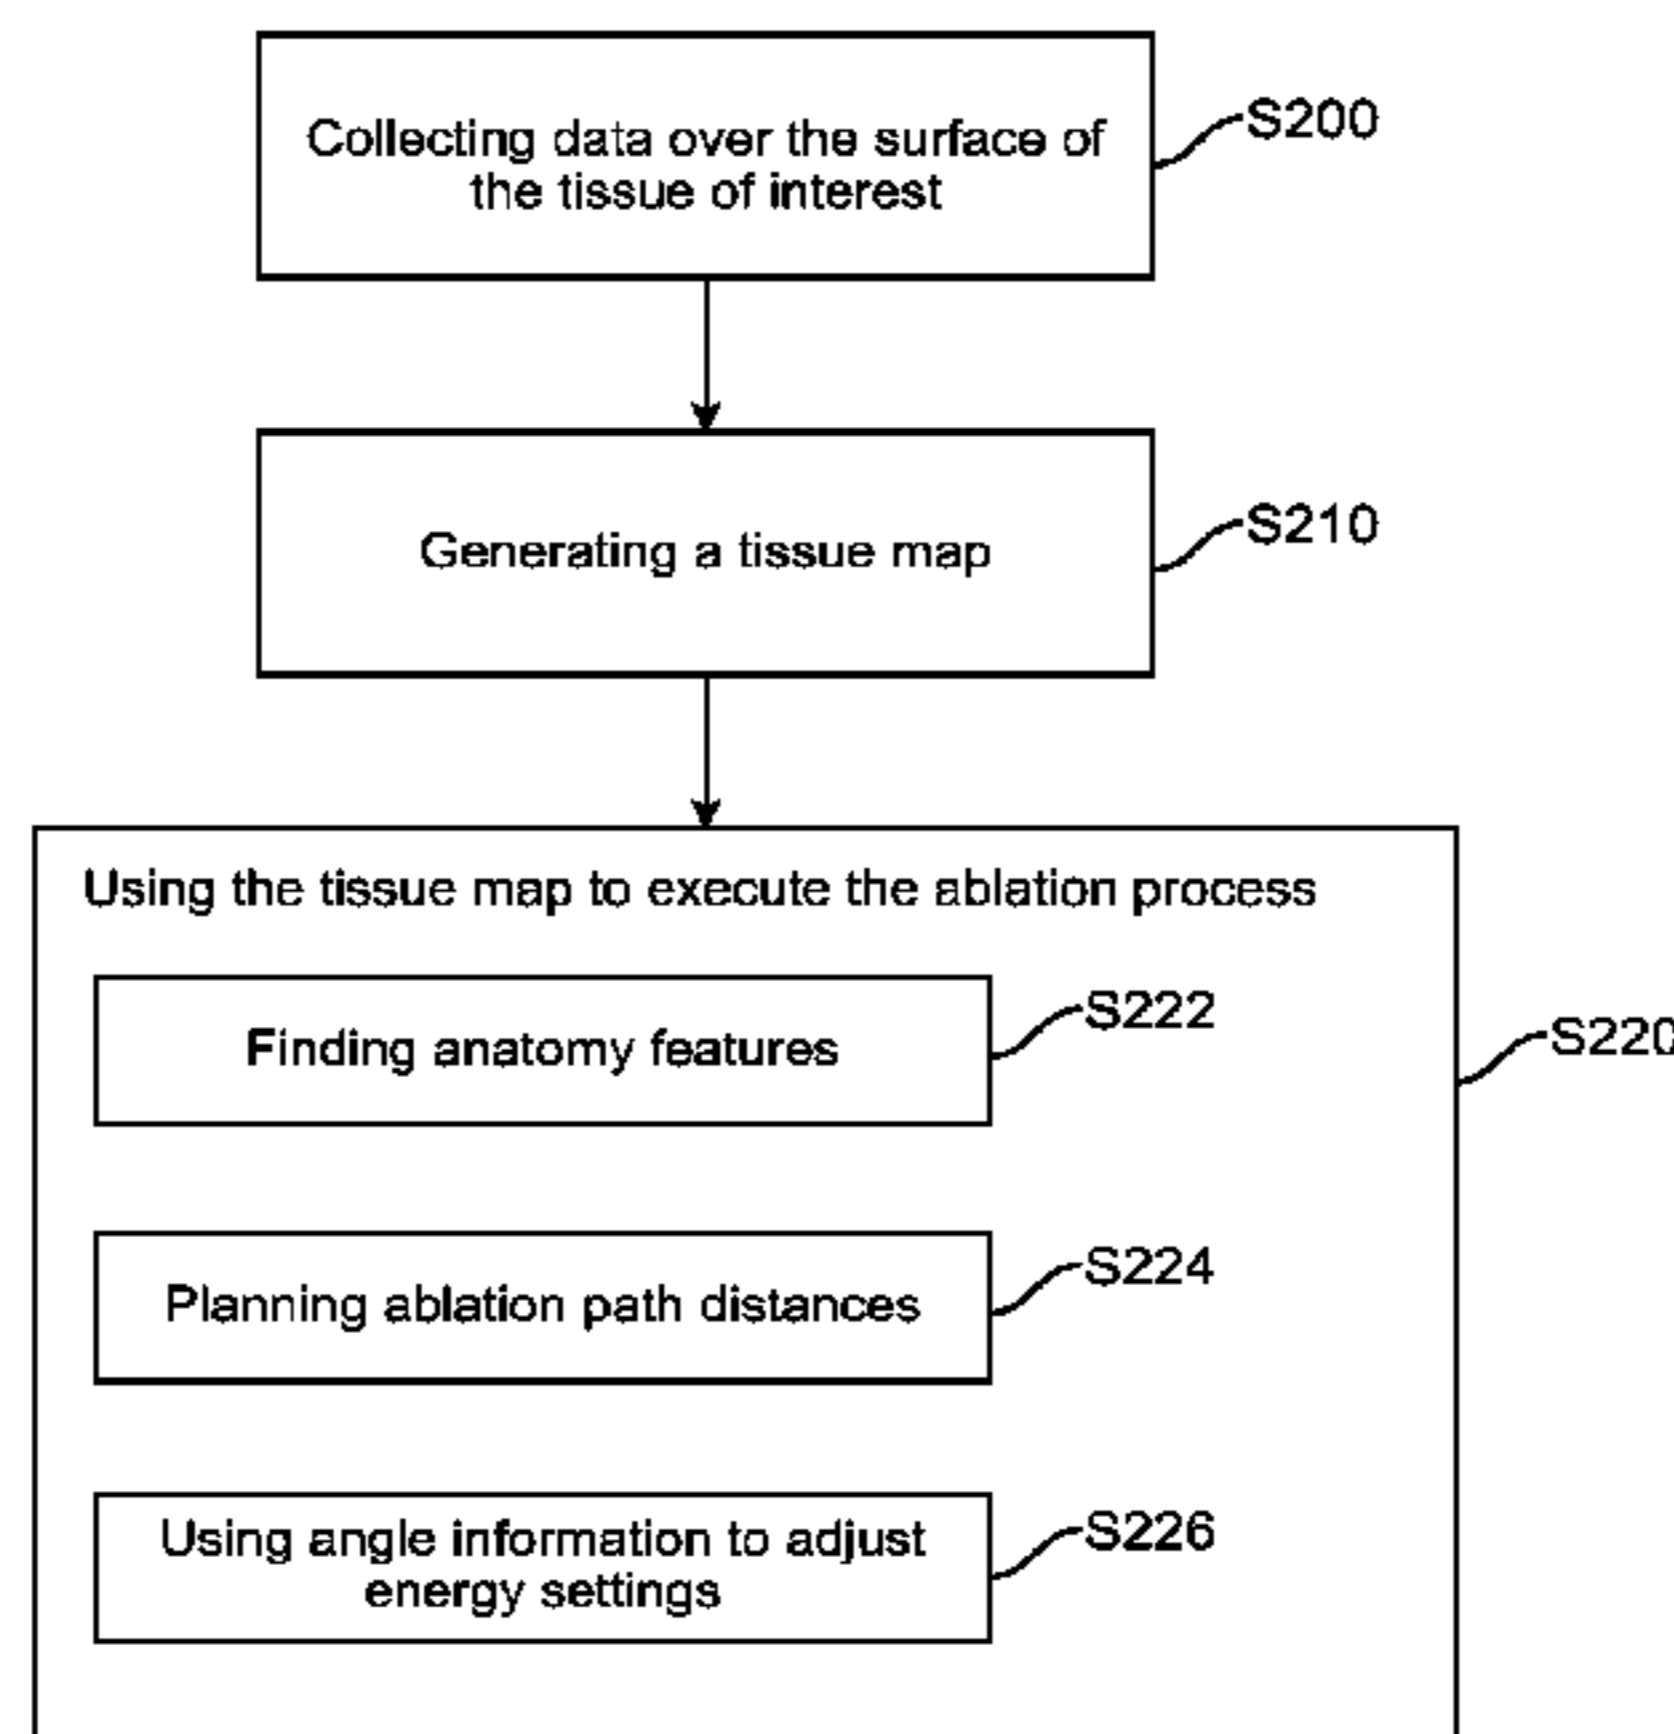 Collecting data over the surface of
the tissue of interest
S200
Generating a tissue map
S210
Using the tissue map to execute the ablation process
Finding anatomy features
S222
S220
Planning ablation path distances
S224
Using angle information to adjust
energy settings
S226